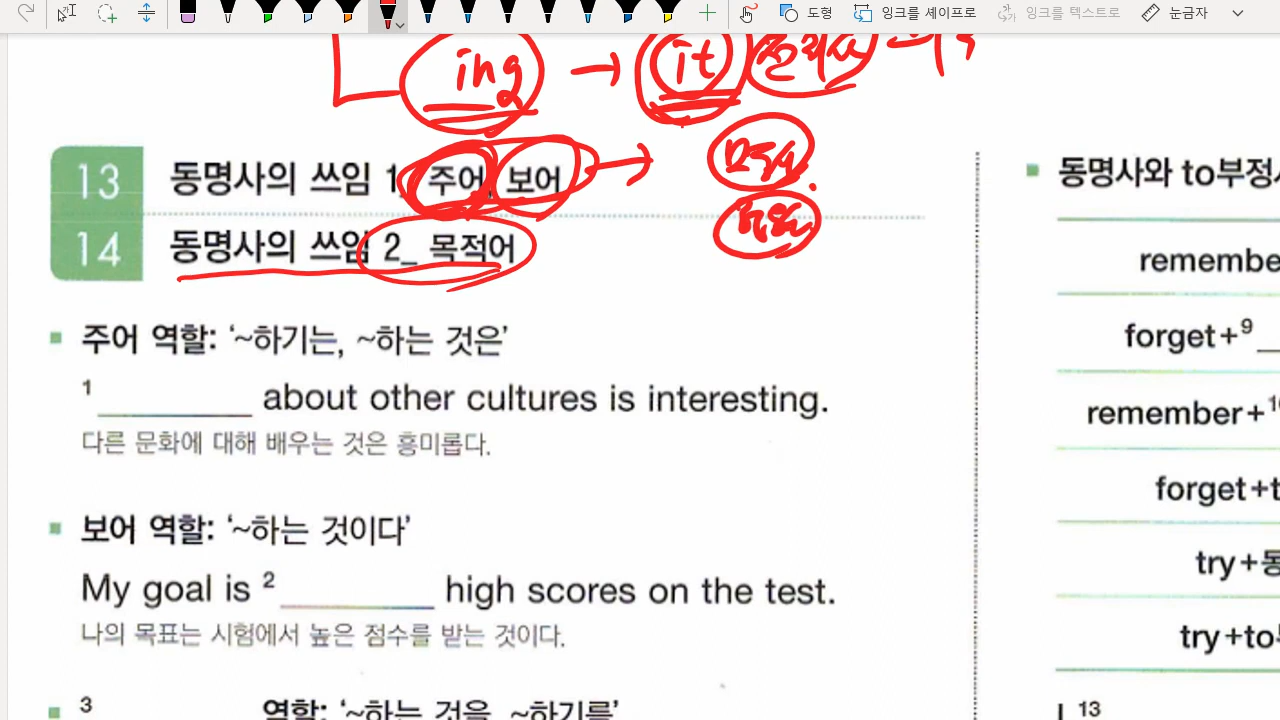 도형 잉크를 셰이프로 잉크를 텍스트로 눈금자
ing → it
13 동명사의 쓰임 1_ 주어, 보어
14 동명사의 쓰임 2_ 목적어
주어 역할: ‘~하기는, ~하는 것은’
1 ________ about other cultures is interesting.
다른 문화에 대해 배우는 것은 흥미롭다.
보어 역할: ‘~하는 것이다’
My goal is 2 ________ high scores on the test.
나의 목표는 시험에서 높은 점수를 받는 것이다.
3 역할: ‘~하는 것을, ~하기를’
동명사와 to부정사
remembe
forget+9
remember+10
forget+t
try+동
try+to부
13